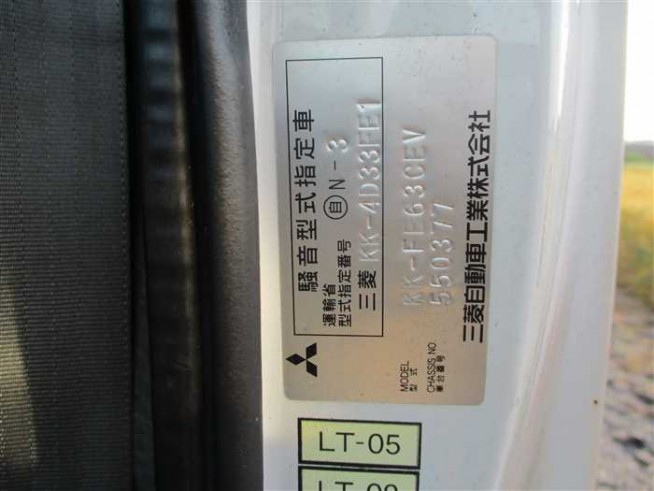 騒音型式指定車
運輸省
型式指定番号 自 N-3
三菱 KK-4D33FE1
MODEL
型式 KK-FE63CEV
CHASSIS NO.
車台番号 550377
三菱自動車工業株式会社
LT-05